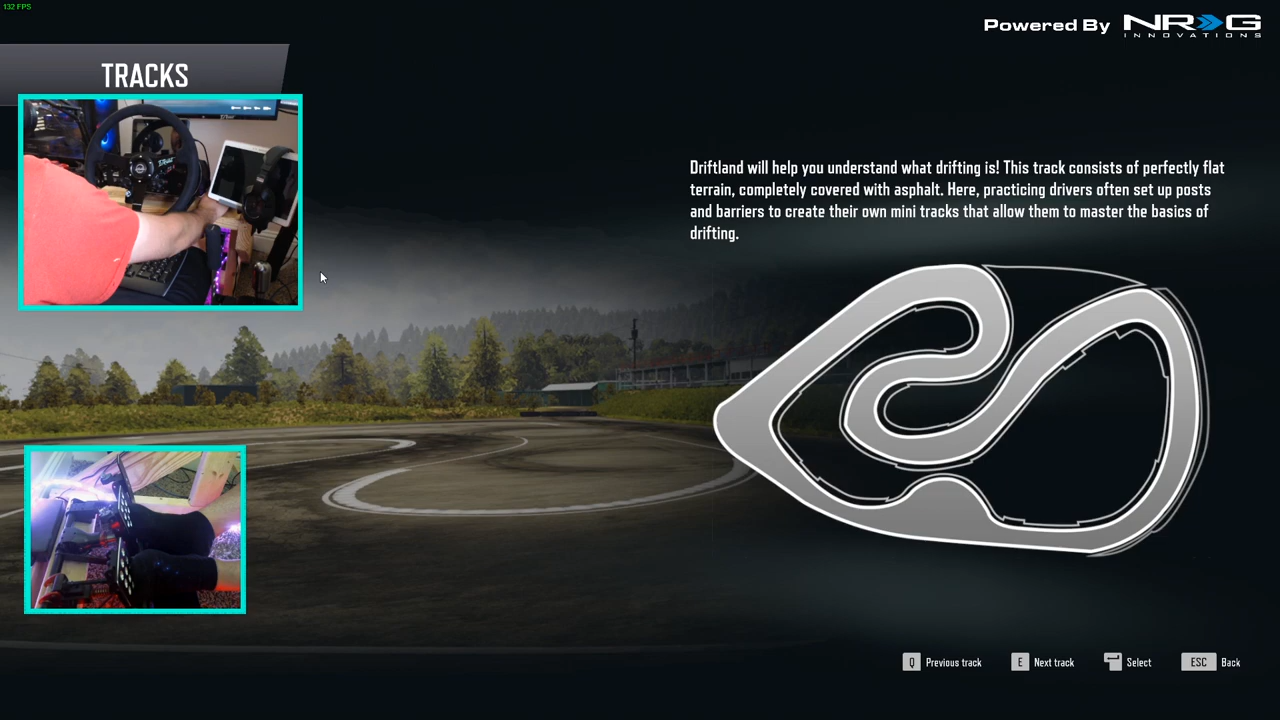 132 FPS
Powered By NRG
INNOVATIONS
TRACKS
Driftland will help you understand what drifting is! This track consists of perfectly flat
terrain, completely covered with asphalt. Here, practicing drivers often set up posts
and barriers to create their own mini tracks that allow them to master the basics of
drifting.
Q Previous track E Next track Select ESC Back